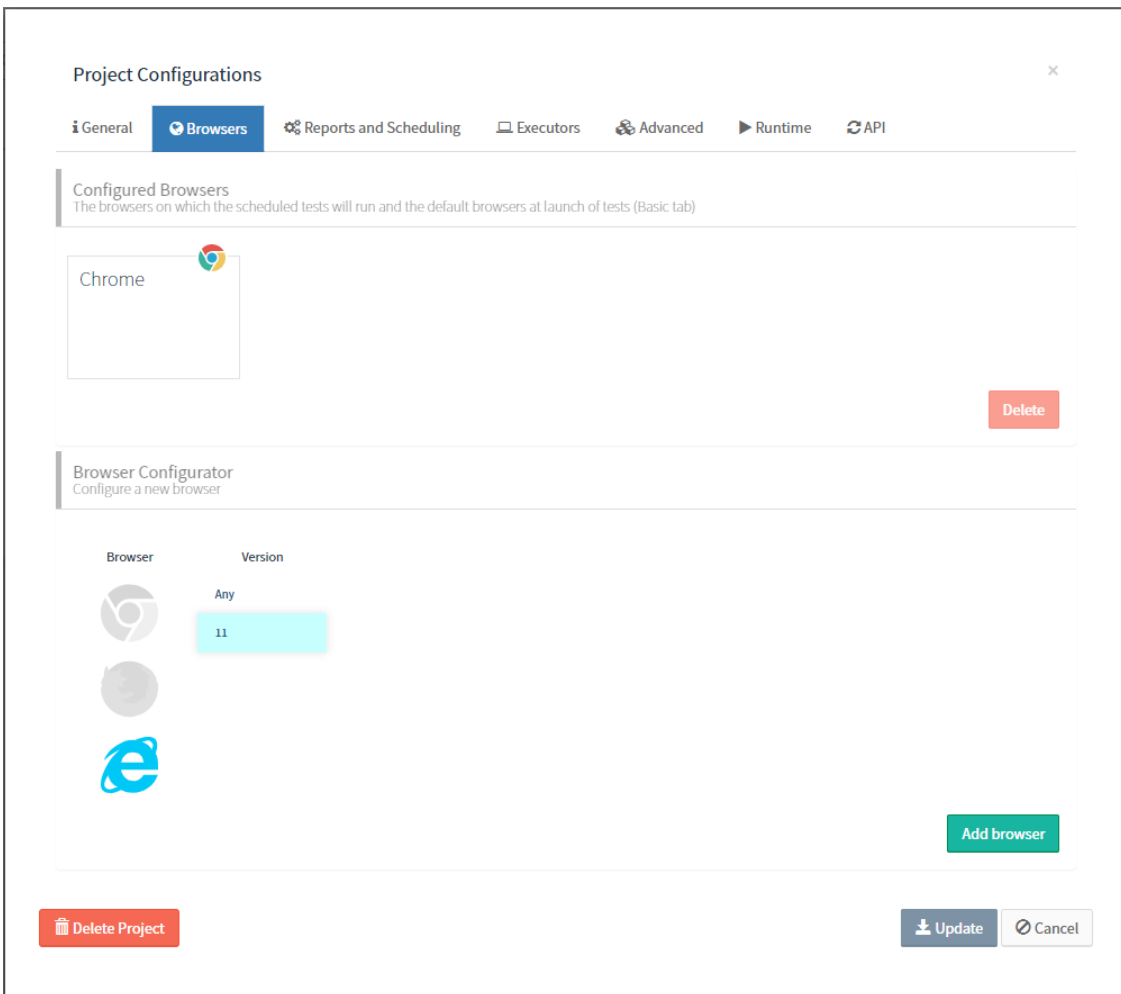 Project Configurations
×
General Browsers Reports and Scheduling Executors Advanced Runtime API
Configured Browsers
The browsers on which the scheduled tests will run and the default browsers at launch of tests (Basic tab)
Chrome
Delete
Browser Configurator
Configure a new browser
Browser Version
Any
11
Add browser
Delete Project Update Cancel